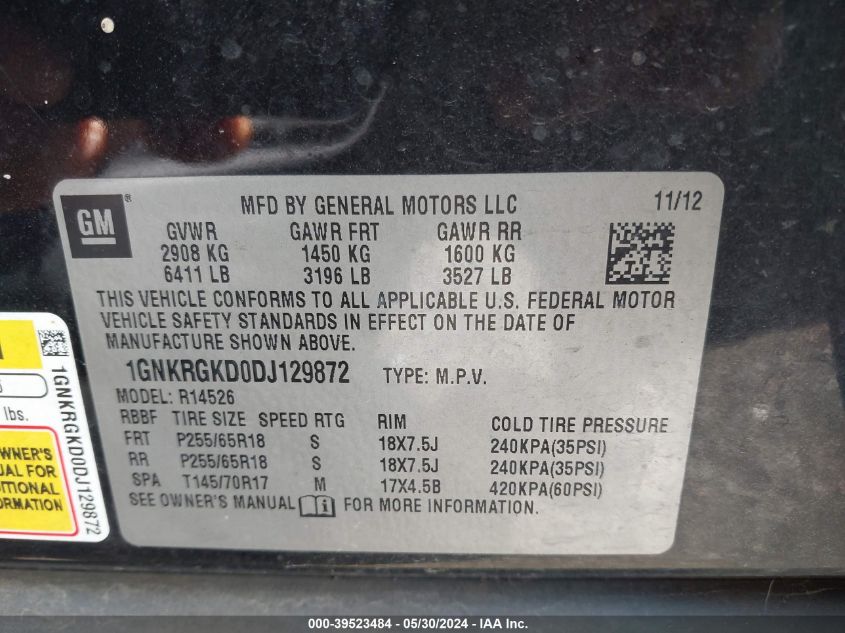 GM®
MFD BY GENERAL MOTORS LLC 11/12
GVWR GAWR FRT GAWR RR
2908 KG 1450 KG 1600 KG
6411 LB 3196 LB 3527 LB
THIS VEHICLE CONFORMS TO ALL APPLICABLE U.S. FEDERAL MOTOR
VEHICLE SAFETY STANDARDS IN EFFECT ON THE DATE OF
MANUFACTURE SHOWN ABOVE.
1GNKRGKD0DJ129872 TYPE: M.P.V.
MODEL: R14526
RBBF TIRE SIZE SPEED RTG RIM COLD TIRE PRESSURE
FRT P255/65R18 S 18X7.5J 240KPA(35PSI)
RR P255/65R18 S 18X7.5J 240KPA(35PSI)
SPA T145/70R17 M 17X4.5B 420KPA(60PSI)
SEE OWNER'S MANUAL FOR MORE INFORMATION.
lbs.
OWNER'S
UAL FOR
ITIONAL
RMATION
1GNKRGKD0DJ129872
000-39523484 - 05/30/2024 - IAA Inc.